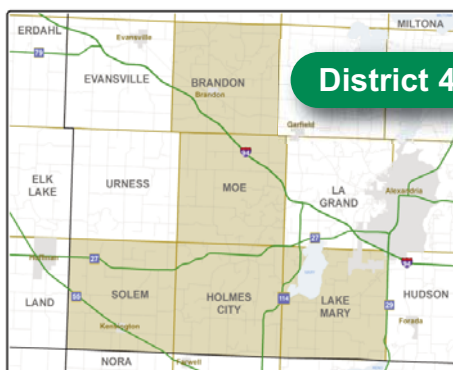 ERDAHL
Evansville
MILTONA
79
EVANSVILLE
BRANDON
Brandon
District 4
Garfield
94
ELK
LAKE
URNESS
MOE
LA
GRAND
Alexandria
27
Hoffman
27
94
LAND
55
SOLEM
HOLMES
CITY
114
LAKE
MARY
29
HUDSON
Forada
Kensington
NORA
Farwell